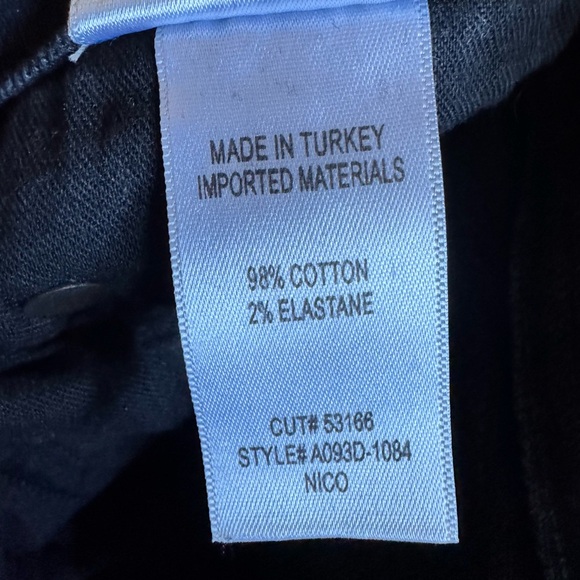 MADE IN TURKEY
IMPORTED MATERIALS
98% COTTON
2% ELASTANE
CUT# 53166
STYLE# A093D-1084
NICO